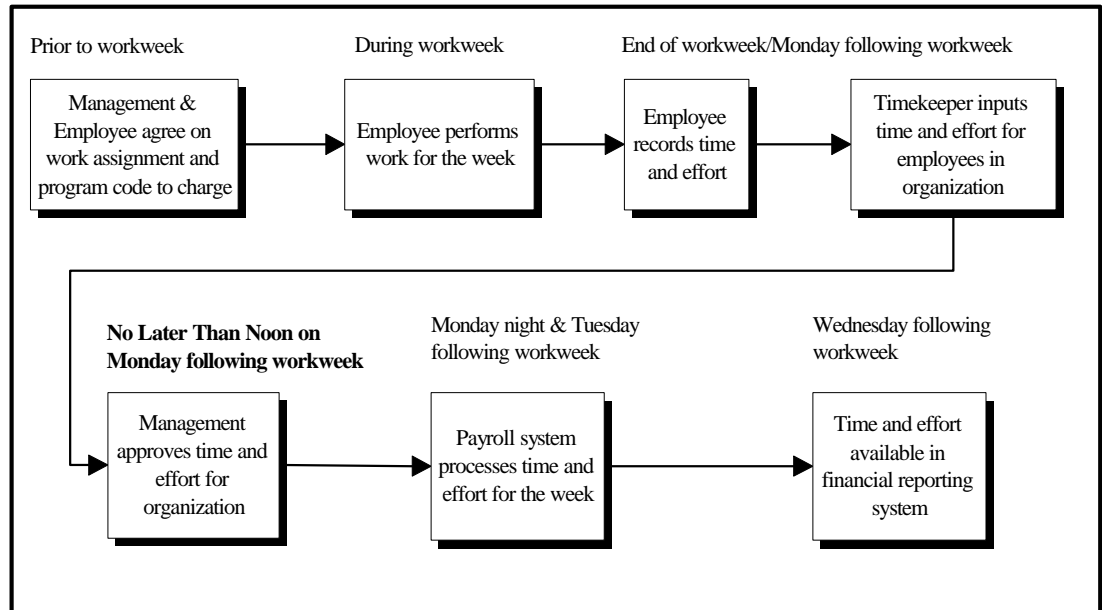 Prior to workweek
Management &
Employee agree on
work assignment and
program code to charge
During workweek
Employee performs
work for the week
End of workweek/Monday following workweek
Employee
records time
and effort
Timekeeper inputs
time and effort for
employees in
organization
No Later Than Noon on
Monday following workweek
Management
approves time and
effort for
organization
Monday night & Tuesday
following workweek
Payroll system
processes time and
effort for the week
Wednesday following
workweek
Time and effort
available in
financial reporting
system